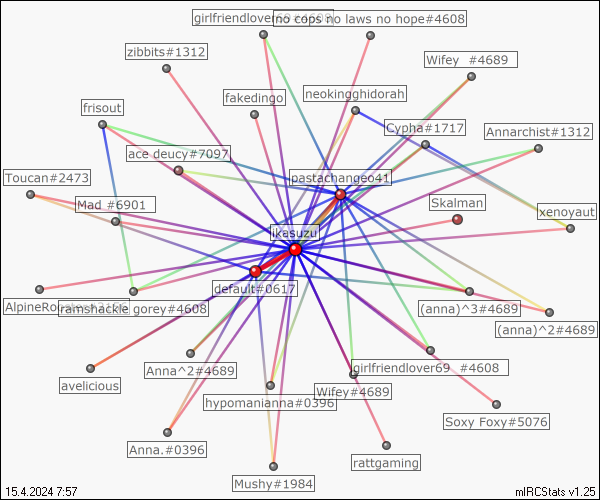 girlfriendlover69
no cops no laws no hope#4608
zibbits#1312
Wifey  #4689
fakedingo
neokingghidorah
frisout
Cypha#1717
Annarchist#1312
ace deucy#7097
Toucan#2473
pastachangeo41
Mad #6901
Skalman
xenoyaut
ikasuzu
default#0617
ramshackle gorey#4608
(anna)^3#4689
(anna)^2#4689
Anna^2#4689
girlfriendlover69  #4608
avelicious
hypomanianna#0396
Wifey#4689
Soxy Foxy#5076
Anna.#0396
rattgaming
Mushy#1984
15.4.2024 7:57
mIRCStats v1.25